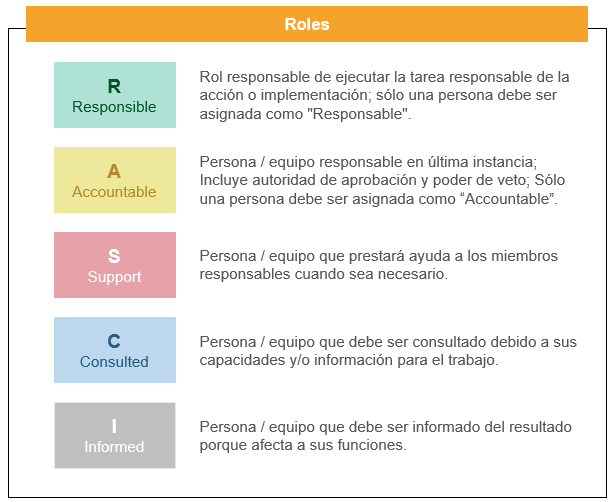 Roles
R
Responsible
Rol responsable de ejecutar la tarea responsable de la
acción o implementación; sólo una persona debe ser
asignada como "Responsable".
A
Accountable
Persona / equipo responsable en última instancia;
Incluye autoridad de aprobación y poder de veto; Sólo
una persona debe ser asignada como “Accountable”.
S
Support
Persona / equipo que prestará ayuda a los miembros
responsables cuando sea necesario.
C
Consulted
Persona / equipo que debe ser consultado debido a sus
capacidades y/o información para el trabajo.
I
Informed
Persona / equipo que debe ser informado del resultado
porque afecta a sus funciones.